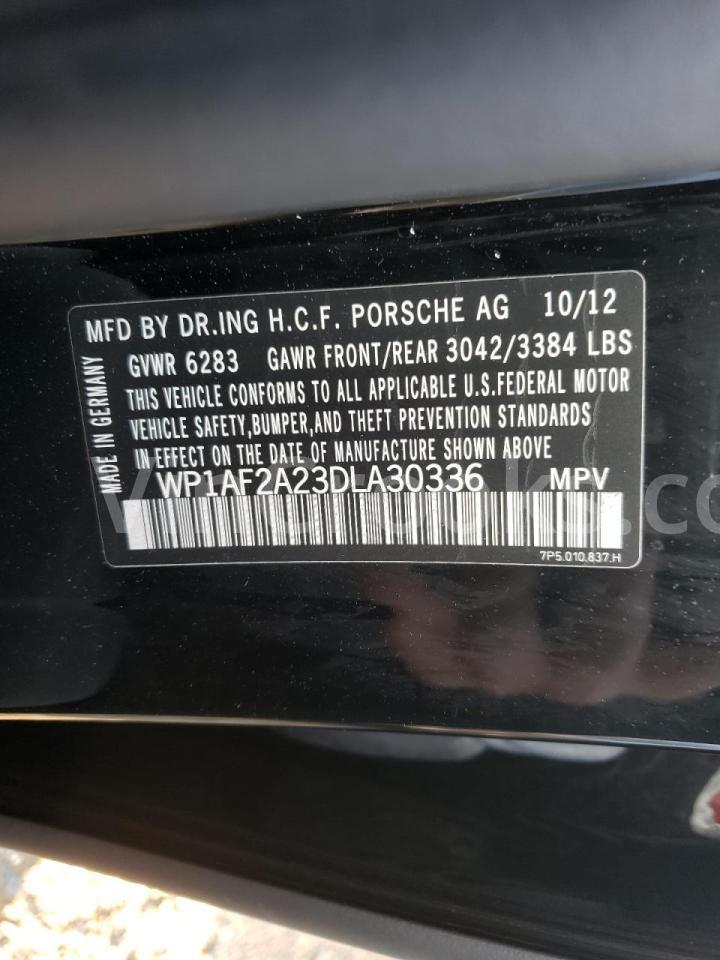 MFD BY DR.ING H.C.F. PORSCHE AG 10/12
GVWR 6283 GAWR FRONT/REAR 3042/3384 LBS
THIS VEHICLE CONFORMS TO ALL APPLICABLE U.S.FEDERAL MOTOR
VEHICLE SAFETY,BUMPER,AND THEFT PREVENTION STANDARDS
IN EFFECT ON THE DATE OF MANUFACTURE SHOWN ABOVE
WP1AF2A23DLA30336 MPV
7P5.010.837.H
MADE IN GERMANY